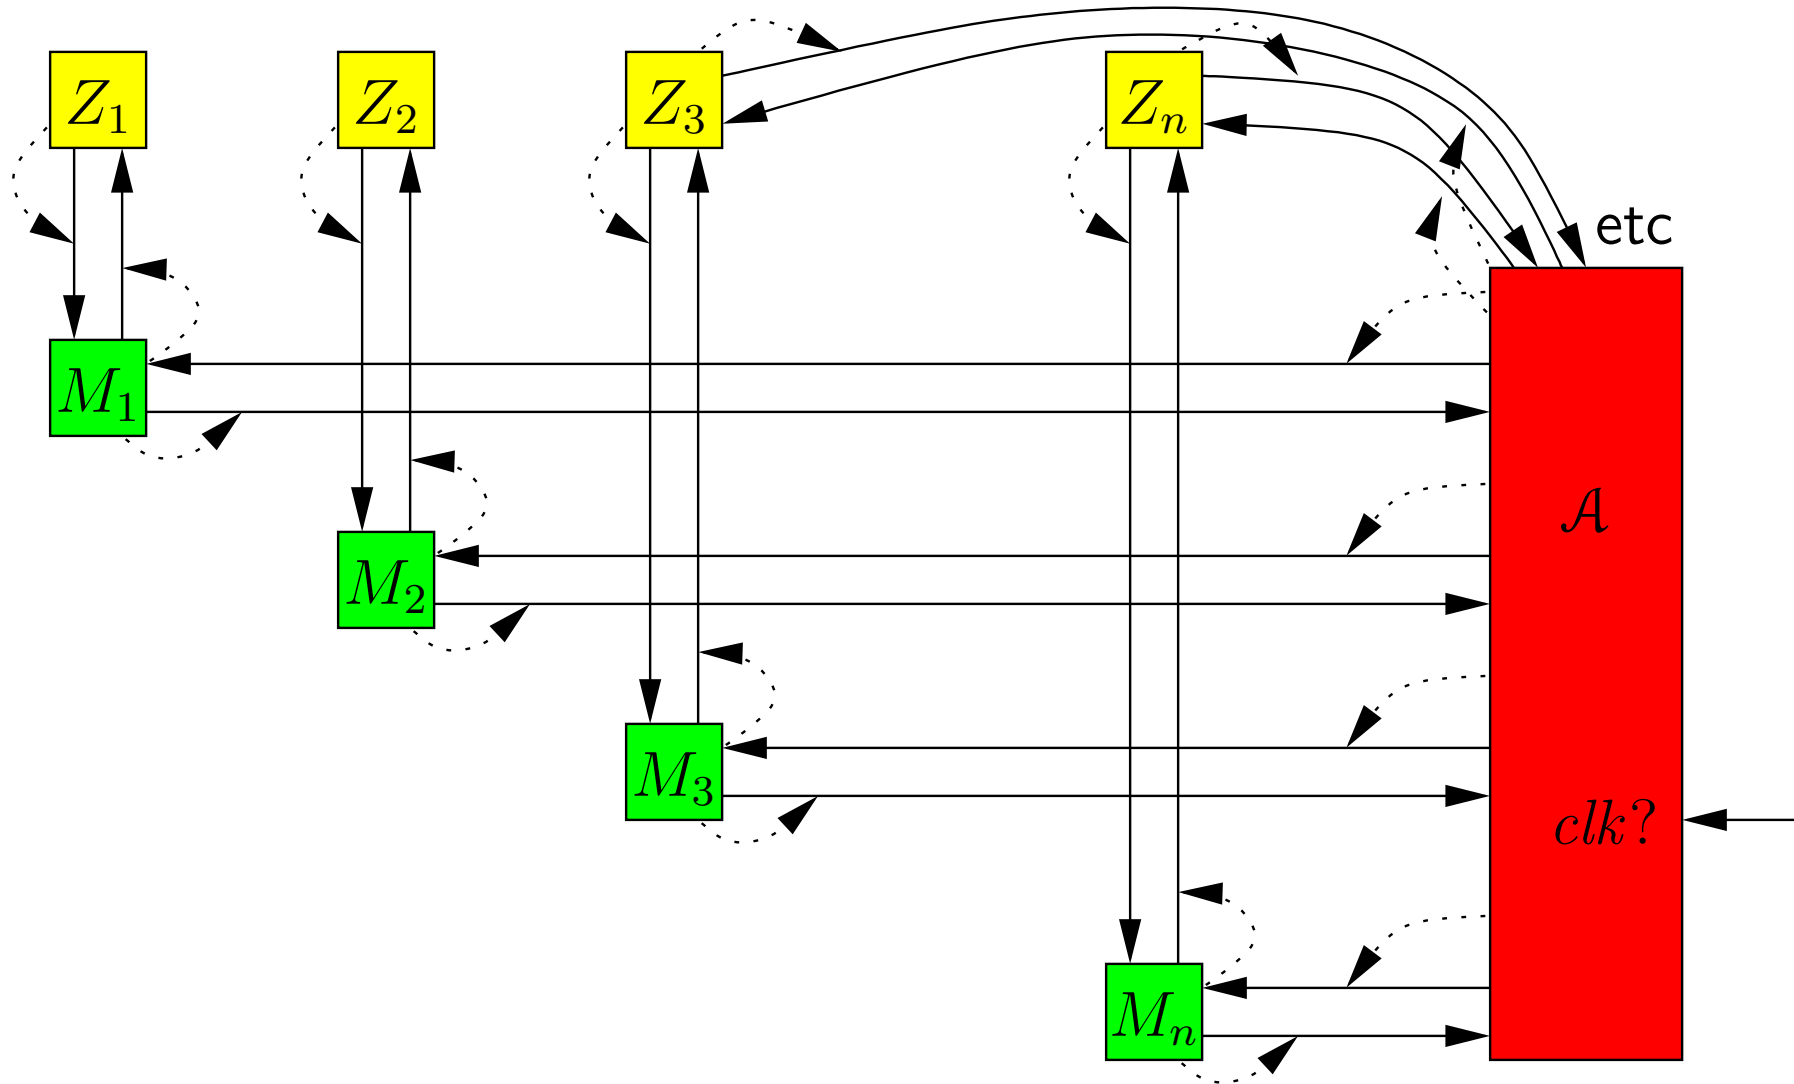 Z₁ Z₂ Z₃ Zₙ
etc
M₁
M₂
𝒜
M₃
clk?
Mₙ